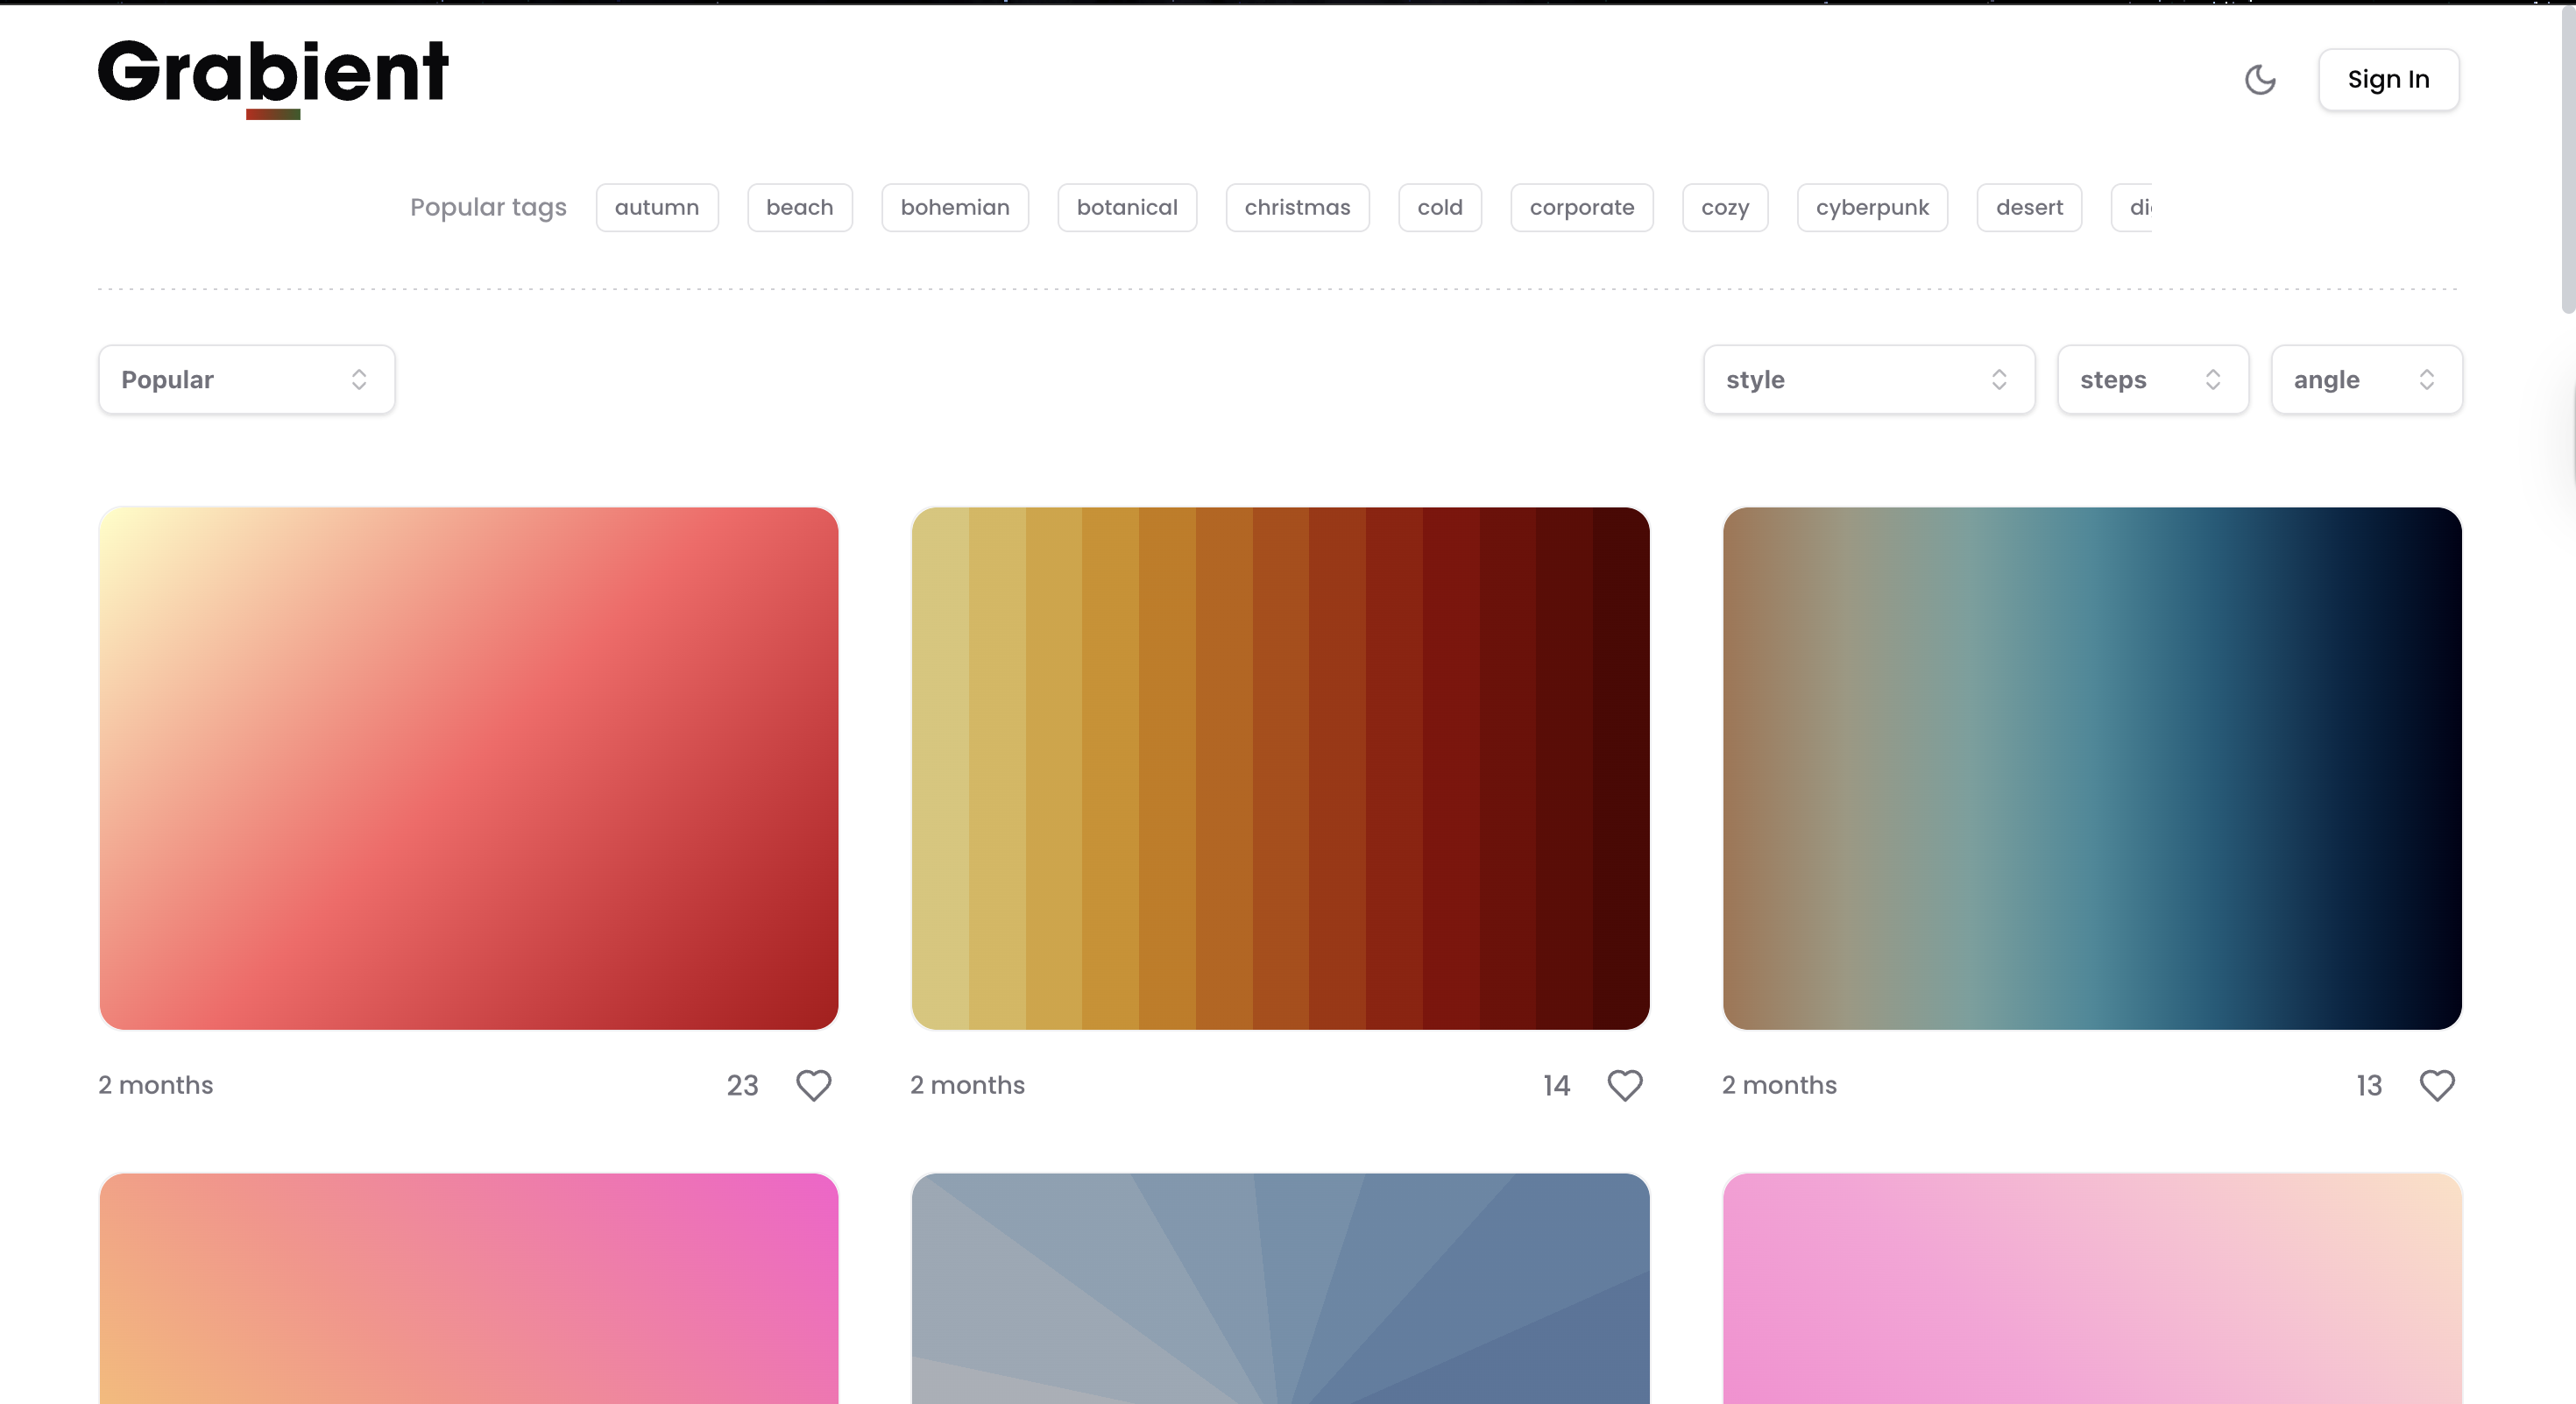 Grabient
Sign In
Popular tags autumn beach bohemian botanical christmas cold corporate cozy cyberpunk desert
Popular style steps angle
2 months 23 2 months 14 2 months 13